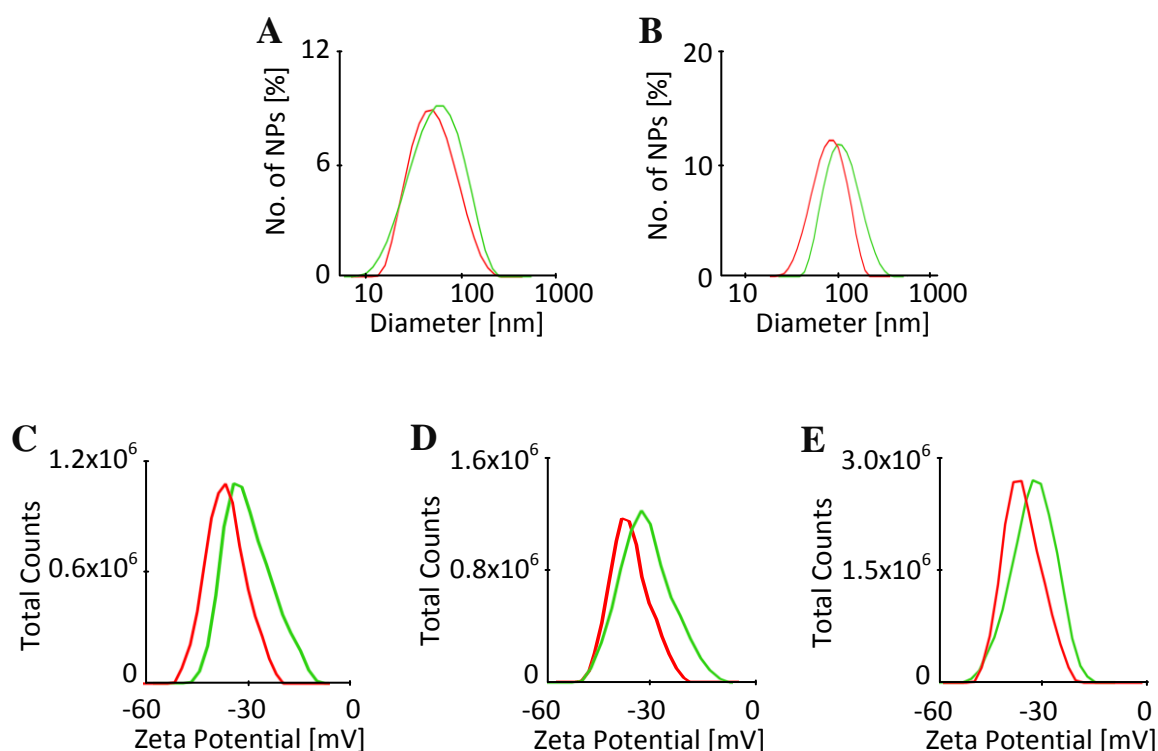 A
12
6
0
No. of NPs [%]
10 100 1000
Diameter [nm]
B
20
10
0
No. of NPs [%]
10 100 1000
Diameter [nm]
C
1.2x10⁶
0.6x10⁶
0
Total Counts
-60 -30 0
Zeta Potential [mV]
D
1.6x10⁶
0.8x10⁶
0
Total Counts
-60 -30 0
Zeta Potential [mV]
E
3.0x10⁶
1.5x10⁶
0
Total Counts
-60 -30 0
Zeta Potential [mV]